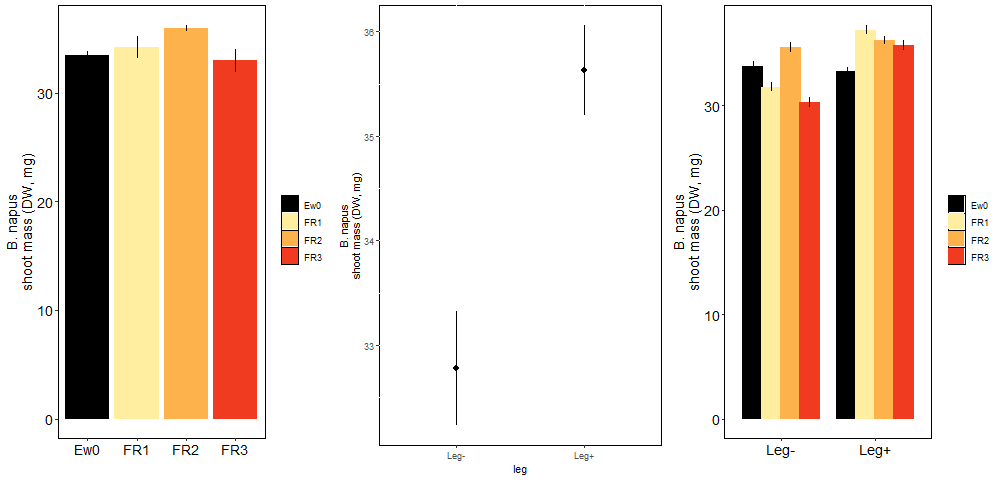 B. napus
shoot mass (DW, mg)
30
20
10
0
Ew0 FR1 FR2 FR3
Ew0
FR1
FR2
FR3
B. napus
shoot mass (DW, mg)
36
35
34
33
Leg- Leg+
leg
B. napus
shoot mass (DW, mg)
30
20
10
0
Leg- Leg+
Ew0
FR1
FR2
FR3